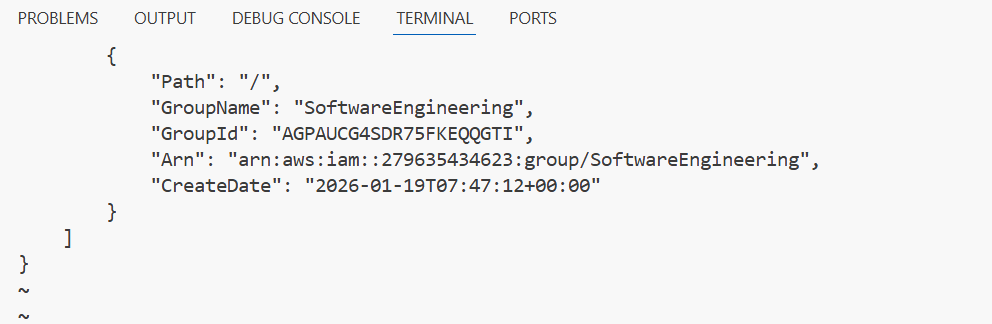 PROBLEMS OUTPUT DEBUG CONSOLE TERMINAL PORTS
        {
            "Path": "/",
            "GroupName": "SoftwareEngineering",
            "GroupId": "AGPAUCG4SDR75FKEQQGTI",
            "Arn": "arn:aws:iam::279635434623:group/SoftwareEngineering",
            "CreateDate": "2026-01-19T07:47:12+00:00"
        }
    ]
}
~
~